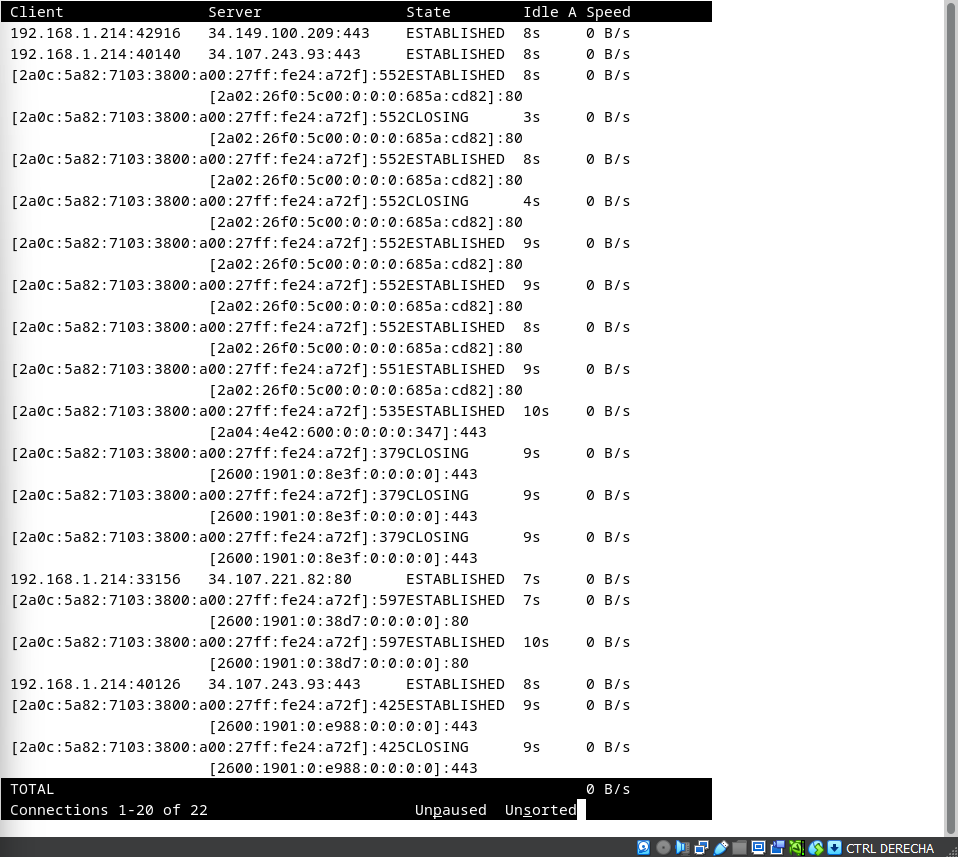 Client Server State Idle A Speed
192.168.1.214:42916 34.149.100.209:443 ESTABLISHED 8s 0 B/s
192.168.1.214:40140 34.107.243.93:443 ESTABLISHED 8s 0 B/s
[2a0c:5a82:7103:3800:a00:27ff:fe24:a72f]:552ESTABLISHED 8s 0 B/s
[2a02:26f0:5c00:0:0:0:685a:cd82]:80
[2a0c:5a82:7103:3800:a00:27ff:fe24:a72f]:552CLOSING 3s 0 B/s
[2a02:26f0:5c00:0:0:0:685a:cd82]:80
[2a0c:5a82:7103:3800:a00:27ff:fe24:a72f]:552ESTABLISHED 8s 0 B/s
[2a02:26f0:5c00:0:0:0:685a:cd82]:80
[2a0c:5a82:7103:3800:a00:27ff:fe24:a72f]:552CLOSING 4s 0 B/s
[2a02:26f0:5c00:0:0:0:685a:cd82]:80
[2a0c:5a82:7103:3800:a00:27ff:fe24:a72f]:552ESTABLISHED 9s 0 B/s
[2a02:26f0:5c00:0:0:0:685a:cd82]:80
[2a0c:5a82:7103:3800:a00:27ff:fe24:a72f]:552ESTABLISHED 9s 0 B/s
[2a02:26f0:5c00:0:0:0:685a:cd82]:80
[2a0c:5a82:7103:3800:a00:27ff:fe24:a72f]:552ESTABLISHED 8s 0 B/s
[2a02:26f0:5c00:0:0:0:685a:cd82]:80
[2a0c:5a82:7103:3800:a00:27ff:fe24:a72f]:551ESTABLISHED 9s 0 B/s
[2a02:26f0:5c00:0:0:0:685a:cd82]:80
[2a0c:5a82:7103:3800:a00:27ff:fe24:a72f]:535ESTABLISHED 10s 0 B/s
[2a04:4e42:600:0:0:0:0:347]:443
[2a0c:5a82:7103:3800:a00:27ff:fe24:a72f]:379CLOSING 9s 0 B/s
[2600:1901:0:8e3f:0:0:0:0]:443
[2a0c:5a82:7103:3800:a00:27ff:fe24:a72f]:379CLOSING 9s 0 B/s
[2600:1901:0:8e3f:0:0:0:0]:443
[2a0c:5a82:7103:3800:a00:27ff:fe24:a72f]:379CLOSING 9s 0 B/s
[2600:1901:0:8e3f:0:0:0:0]:443
192.168.1.214:33156 34.107.221.82:80 ESTABLISHED 7s 0 B/s
[2a0c:5a82:7103:3800:a00:27ff:fe24:a72f]:597ESTABLISHED 7s 0 B/s
[2600:1901:0:38d7:0:0:0:0]:80
[2a0c:5a82:7103:3800:a00:27ff:fe24:a72f]:597ESTABLISHED 10s 0 B/s
[2600:1901:0:38d7:0:0:0:0]:80
192.168.1.214:40126 34.107.243.93:443 ESTABLISHED 8s 0 B/s
[2a0c:5a82:7103:3800:a00:27ff:fe24:a72f]:425ESTABLISHED 9s 0 B/s
[2600:1901:0:e988:0:0:0:0]:443
[2a0c:5a82:7103:3800:a00:27ff:fe24:a72f]:425CLOSING 9s 0 B/s
[2600:1901:0:e988:0:0:0:0]:443
TOTAL 0 B/s
Connections 1-20 of 22 Unpaused Unsorted
CTRL DERECHA